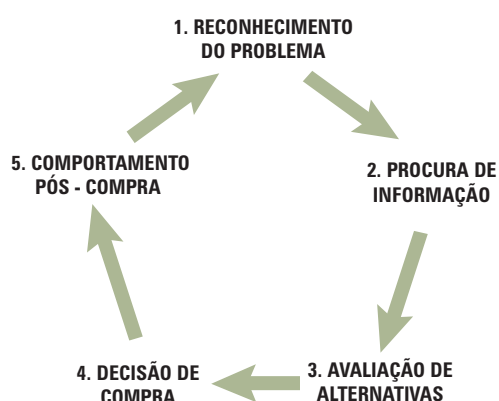 1. RECONHECIMENTO
DO PROBLEMA
2. PROCURA DE
INFORMAÇÃO
3. AVALIAÇÃO DE
ALTERNATIVAS
4. DECISÃO DE
COMPRA
5. COMPORTAMENTO
PÓS - COMPRA